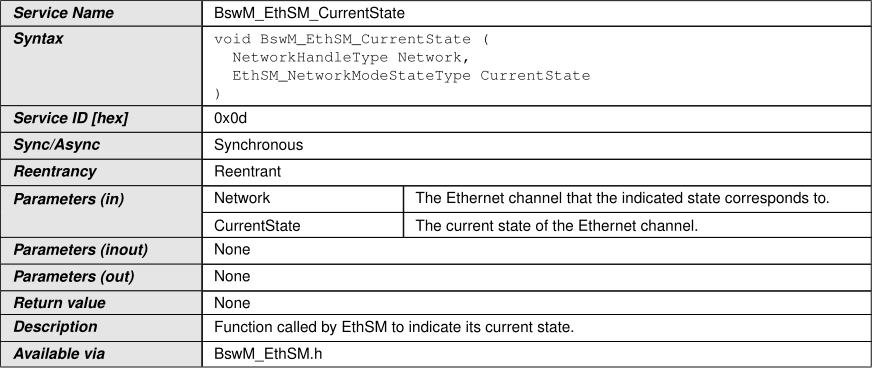 Service Name BswM_EthSM_CurrentState
Syntax void BswM_EthSM_CurrentState (
NetworkHandleType Network,
EthSM_NetworkModeStateType CurrentState
)
Service ID [hex] 0x0d
Sync/Async Synchronous
Reentrancy Reentrant
Parameters (in) Network The Ethernet channel that the indicated state corresponds to.
CurrentState The current state of the Ethernet channel.
Parameters (inout) None
Parameters (out) None
Return value None
Description Function called by EthSM to indicate its current state.
Available via BswM_EthSM.h